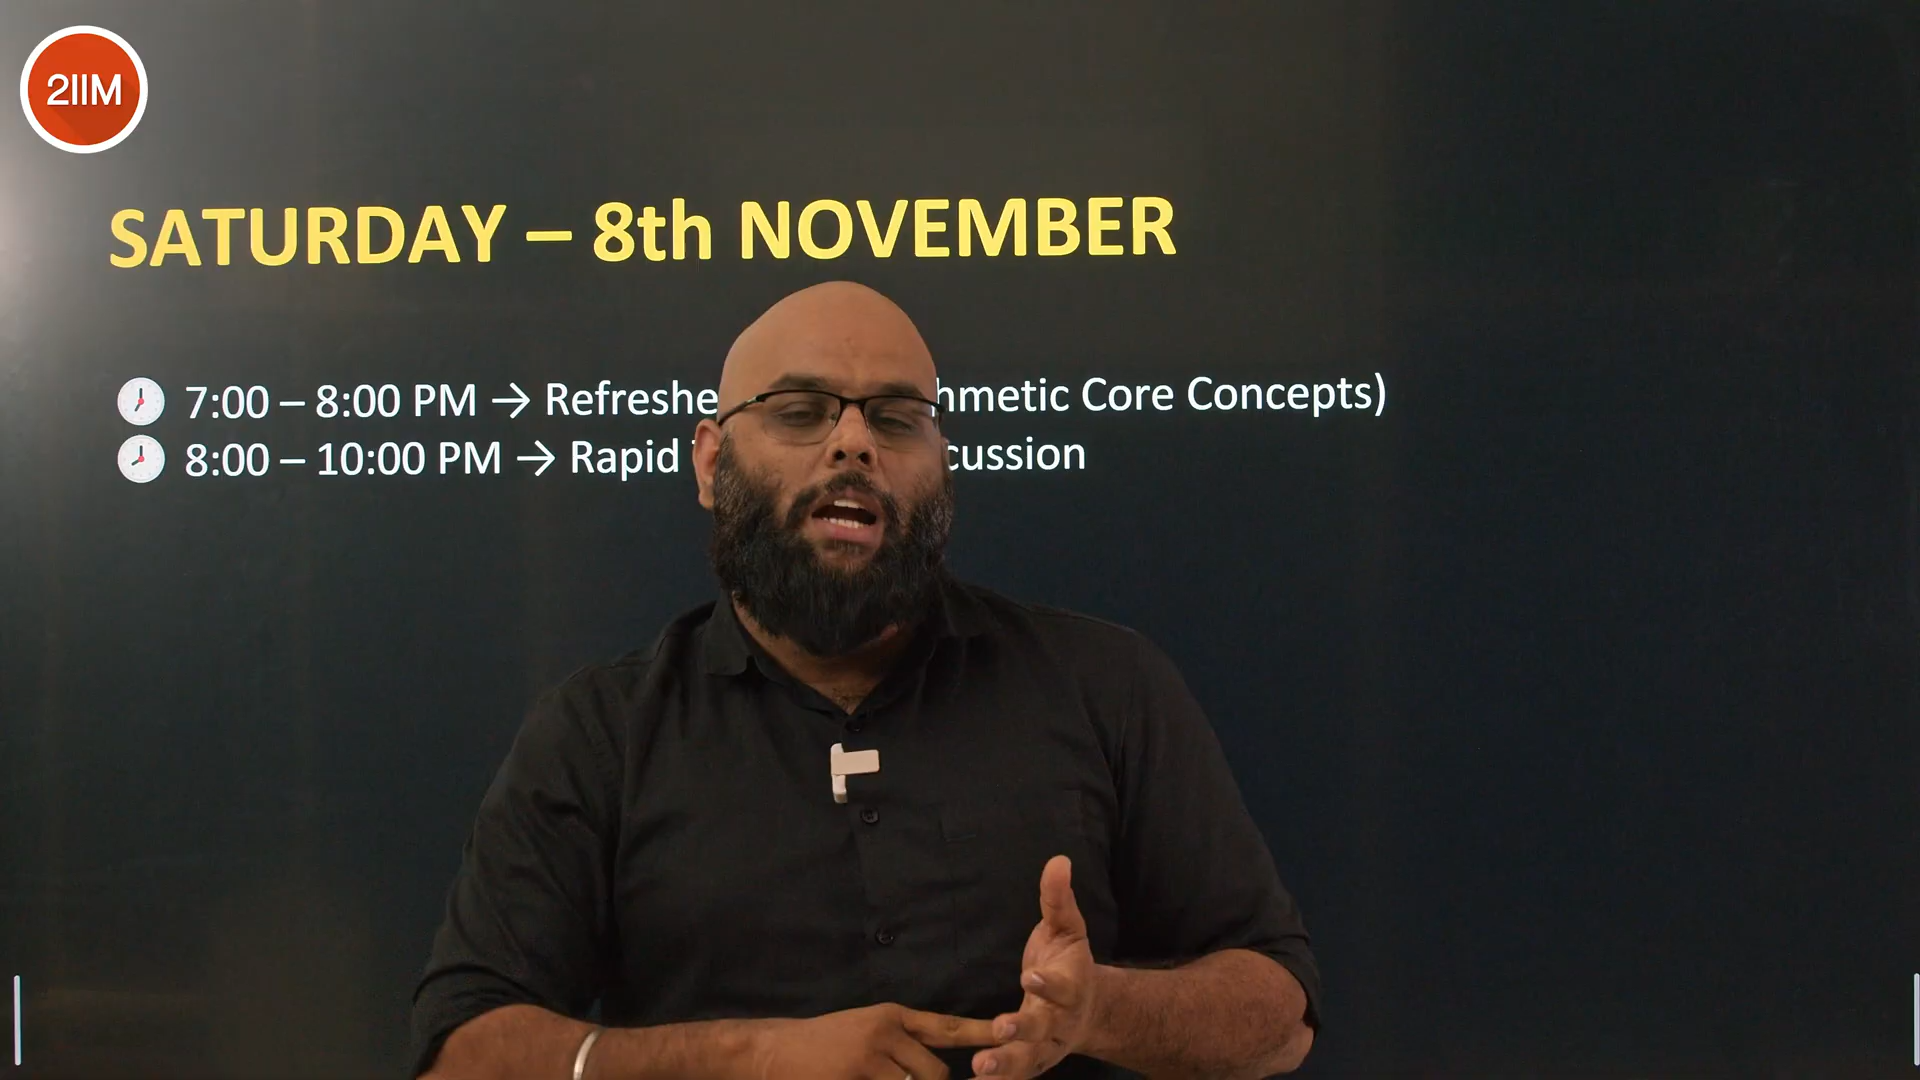 2IIM
SATURDAY – 8th NOVEMBER
7:00 – 8:00 PM → Refreshe hmetic Core Concepts)
8:00 – 10:00 PM → Rapid cussion